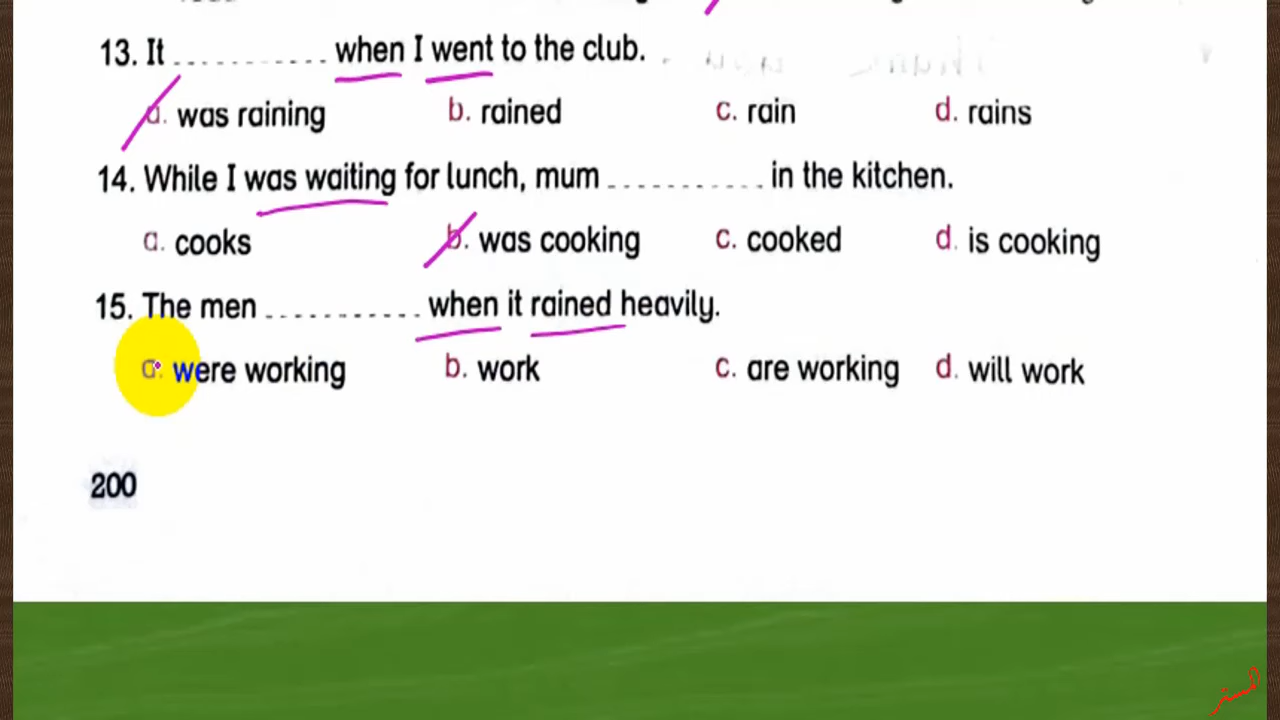 13. It ........... when I went to the club.
a. was raining b. rained c. rain d. rains
14. While I was waiting for lunch, mum ........... in the kitchen.
a. cooks b. was cooking c. cooked d. is cooking
15. The men ........... when it rained heavily.
a. were working b. work c. are working d. will work
200